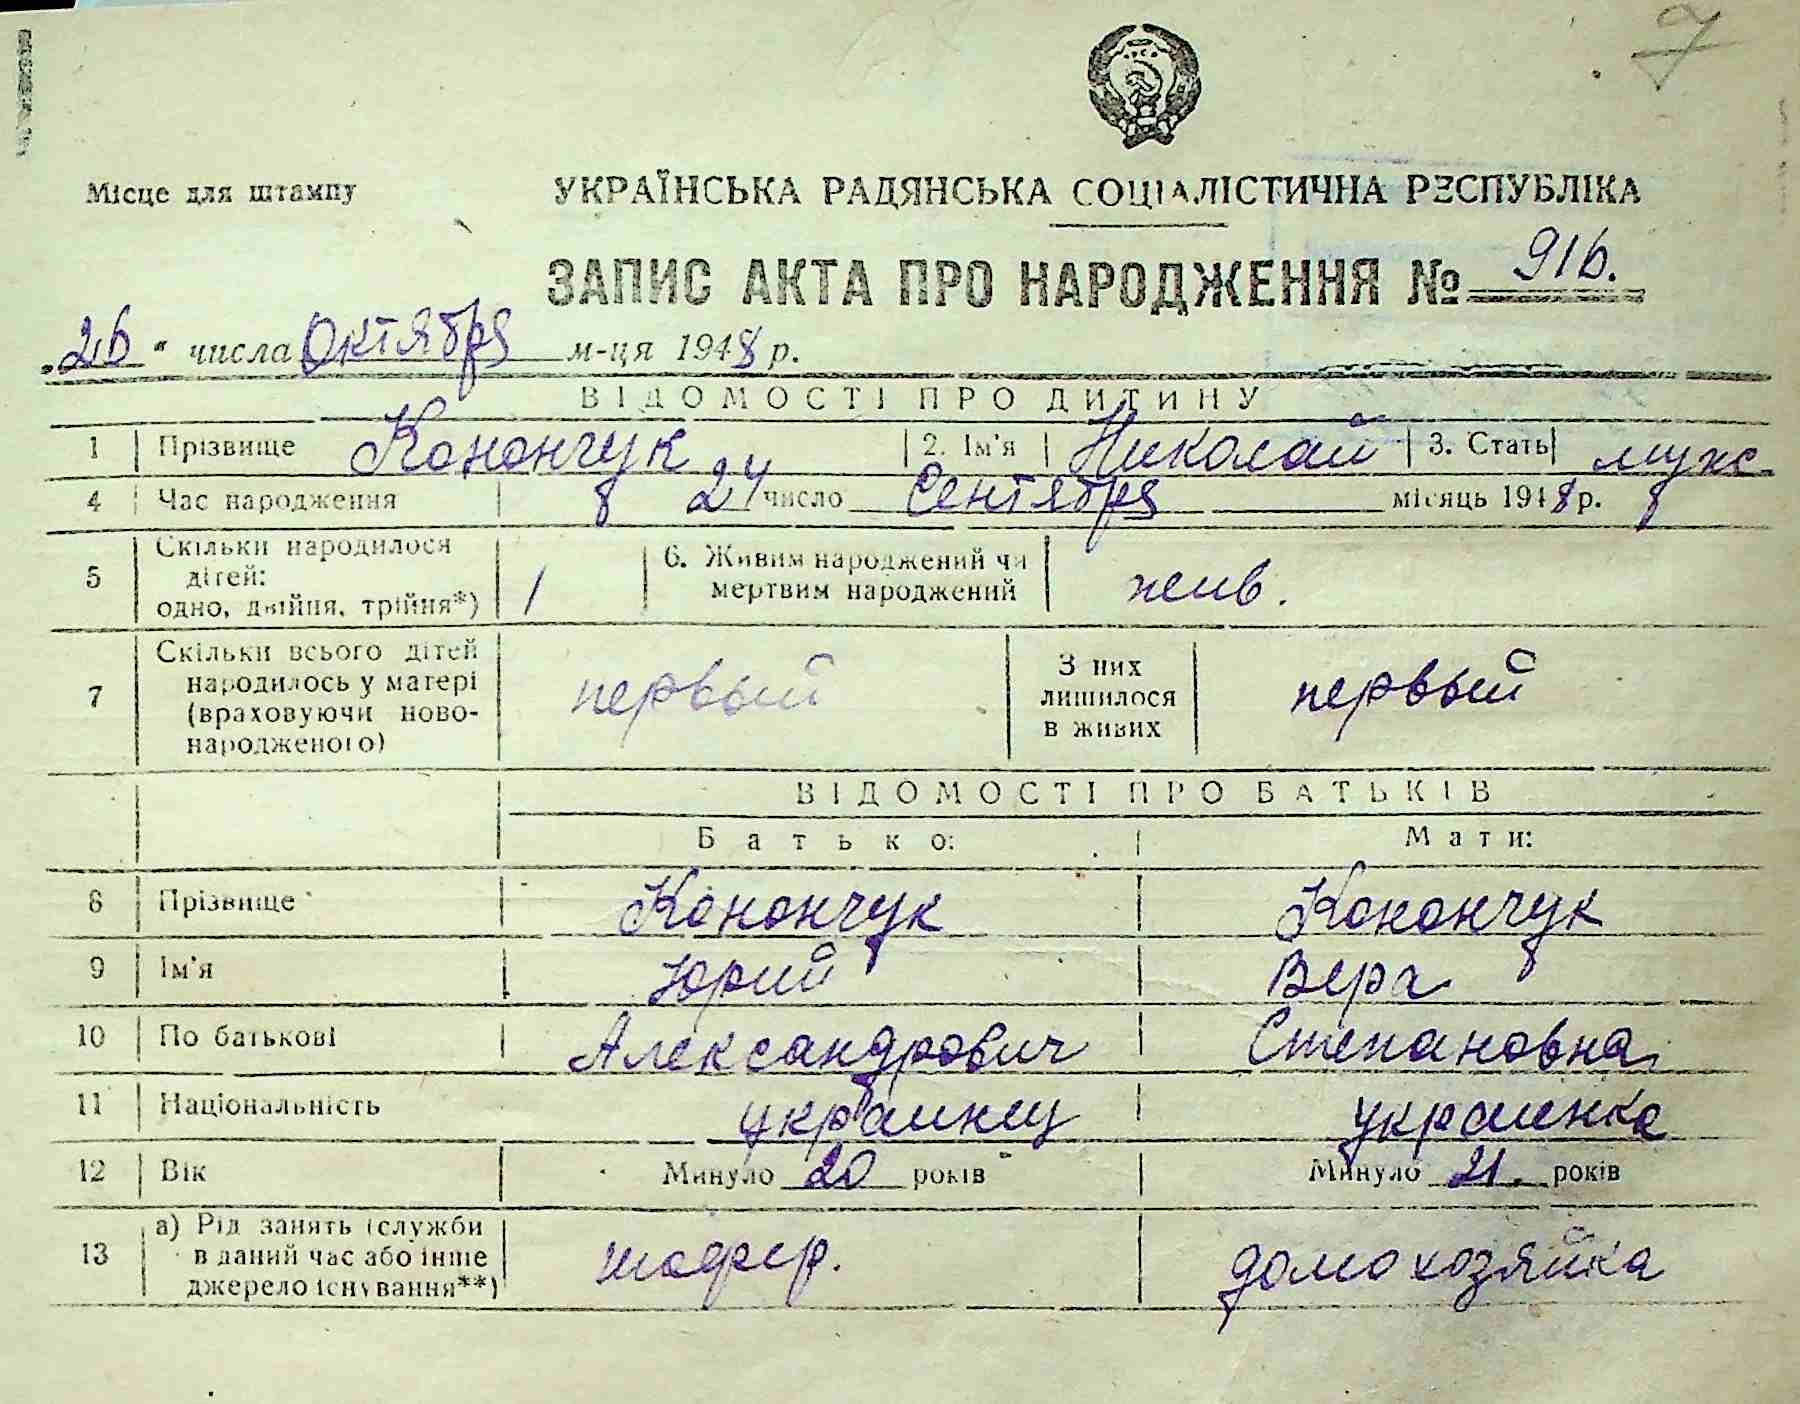 7
Місце для штампу
УКРАЇНСЬКА РАДЯНСЬКА СОЦІАЛІСТИЧНА РЕСПУБЛІКА
ЗАПИС АКТА ПРО НАРОДЖЕННЯ № 916.
„26“ числа Октября м-ця 1948 р.
ВІДОМОСТІ ПРО ДИТИНУ
1 Прізвище Конончук 2. Ім'я Николай 3. Стать муж
4 Час народження 24 число Сентября місяць 1948 р.
5 Скільки народилося дітей: одно, двійня, трійня*) 1 6. Живим народжений чи мертвим народжений жив.
7 Скільки всього дітей народилось у матері (враховуючи новонародженого) первый З них лишилося в живих первый
ВІДОМОСТІ ПРО БАТЬКІВ
Батько: Мати:
8 Прізвище Конончук Конончук
9 Ім'я Юрий Вера
10 По батькові Александрович Степановна
11 Національність украинец украинка
12 Вік Минуло 20 років Минуло 21. років
13 а) Рід занять (служби в даний час або інше джерело існування**) шофер. домохозяйка